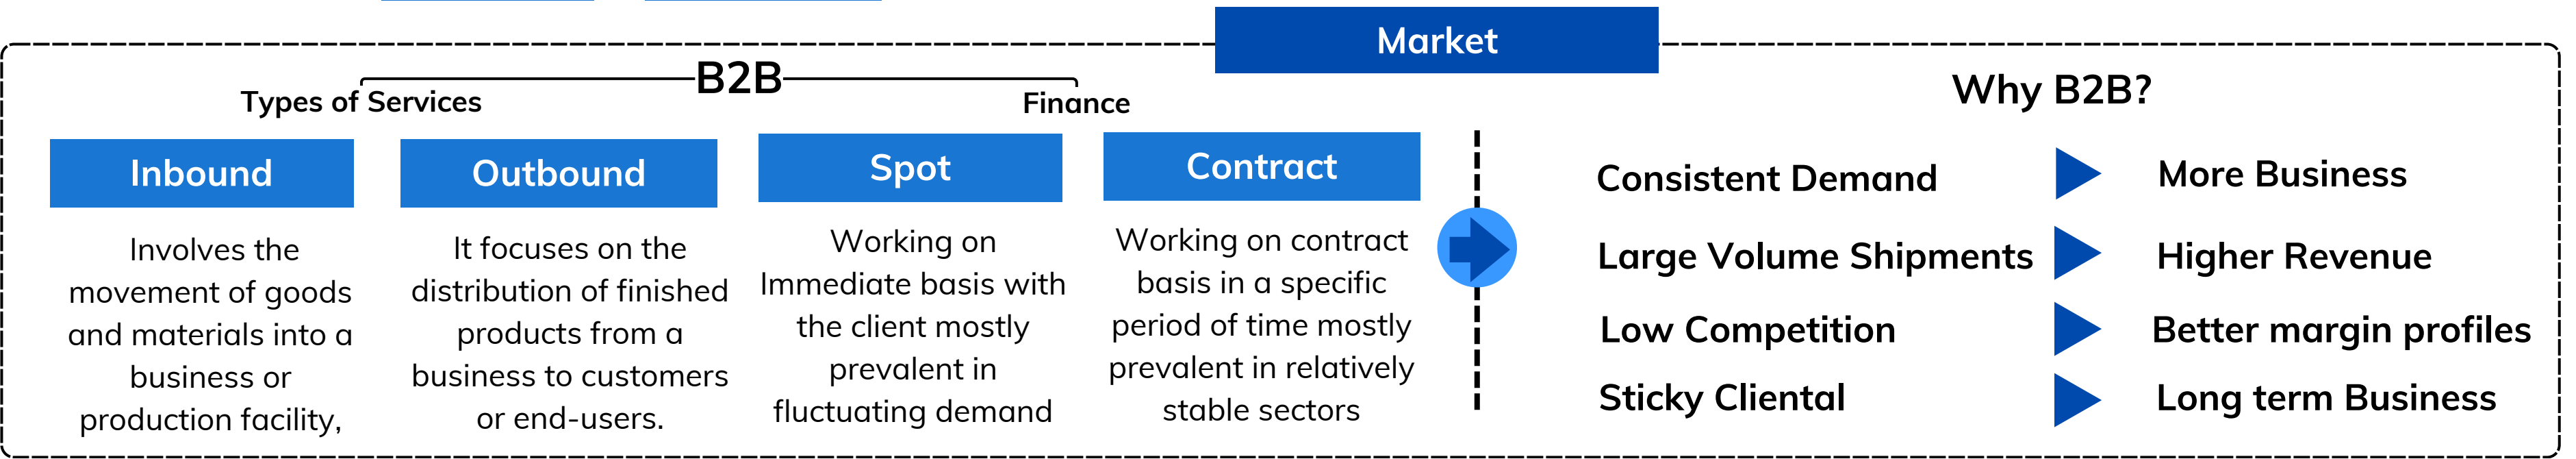 Market
B2B
Types of Services
Finance
Inbound
Involves the
movement of goods
and materials into a
business or
production facility,
Outbound
It focuses on the
distribution of finished
products from a
business to customers
or end-users.
Spot
Working on
Immediate basis with
the client mostly
prevalent in
fluctuating demand
Contract
Working on contract
basis in a specific
period of time mostly
prevalent in relatively
stable sectors
Why B2B?
Consistent Demand
More Business
Large Volume Shipments
Higher Revenue
Low Competition
Better margin profiles
Sticky Cliental
Long term Business